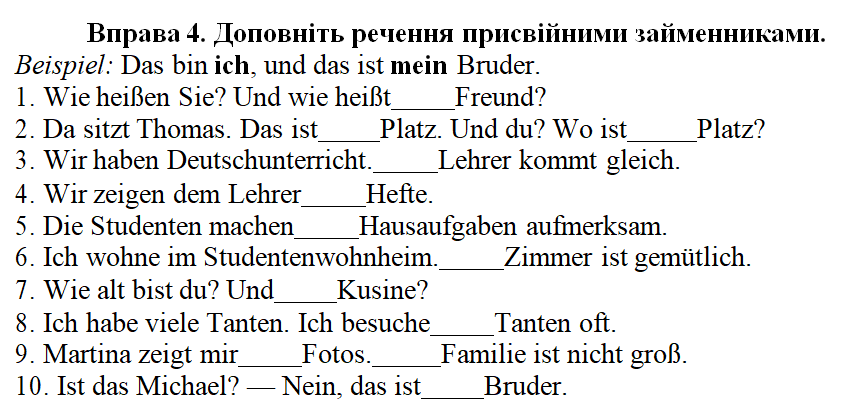 Вправа 4. Доповніть речення присвійними займенниками.
Beispiel: Das bin ich, und das ist mein Bruder.
1. Wie heißen Sie? Und wie heißt_____Freund?
2. Da sitzt Thomas. Das ist_____Platz. Und du? Wo ist_____Platz?
3. Wir haben Deutschunterricht._____Lehrer kommt gleich.
4. Wir zeigen dem Lehrer_____Hefte.
5. Die Studenten machen_____Hausaufgaben aufmerksam.
6. Ich wohne im Studentenwohnheim._____Zimmer ist gemütlich.
7. Wie alt bist du? Und_____Kusine?
8. Ich habe viele Tanten. Ich besuche_____Tanten oft.
9. Martina zeigt mir_____Fotos._____Familie ist nicht groß.
10. Ist das Michael? — Nein, das ist_____Bruder.